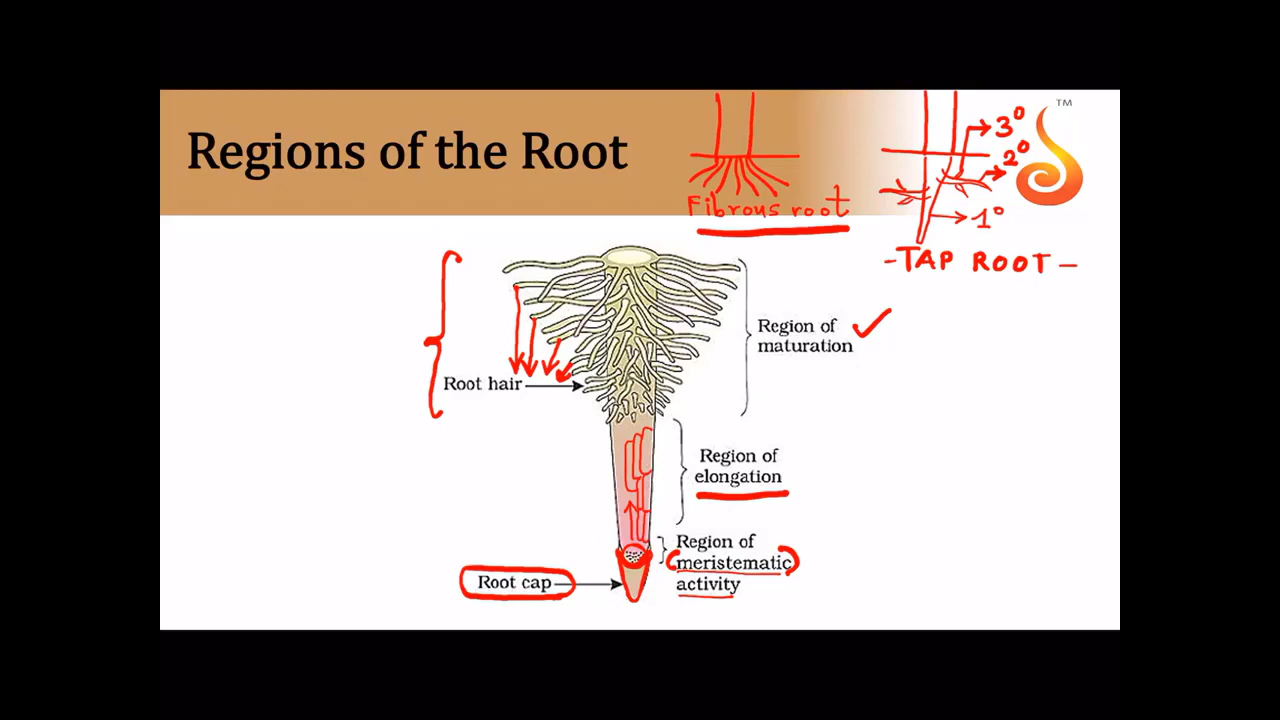 Regions of the Root
Fibrous root
3°
2°
1°
-TAP ROOT-
TM
Region of
maturation
Root hair
Region of
elongation
Region of
meristematic
activity
Root cap